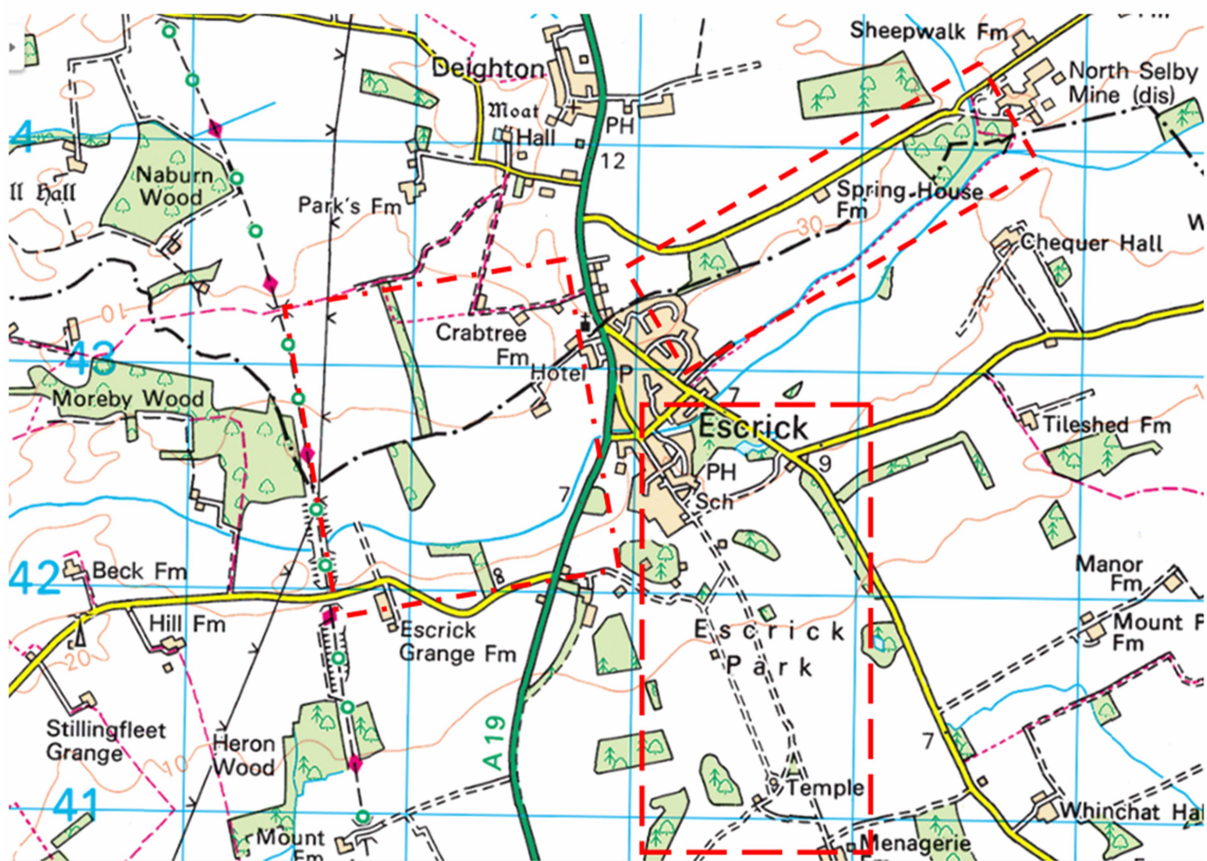 Sheepwalk Fm
Deighton
North Selby
Mine (dis)
Moat
Hall
PH
4
12
Naburn
Wood
ll Hall
Park's Fm
Spring House
Fm
30
W
Chequer Hall
10
Crabtree
Fm
25
43
Hotel
P
Moreby Wood
7
Escrick
Tileshed Fm
9
PH
Sch
7
42
Beck Fm
8
Manor
Fm
Hill Fm
Escrick
Grange Fm
Escrick
Park
Mount F
Fm
20
Stillingfleet
Grange
Heron
Wood
10
A19
7
41
Temple
Whinchat Hal
Mount
Fm
Menagerie
Fm